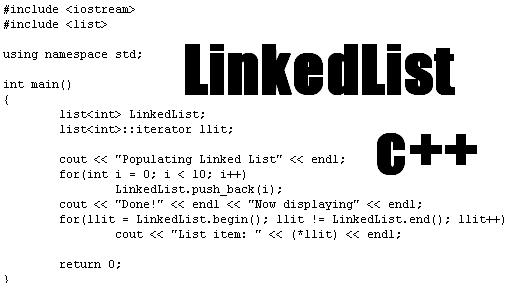 #include <iostream>
#include <list>
using namespace std;
LinkedList
c++
int main()
{
list<int> LinkedList;
list<int>::iterator llit;
cout << "Populating Linked List" << endl;
for(int i = 0; i < 10; i++)
LinkedList.push_back(i);
cout << "Done!" << endl << "Now displaying" << endl;
for(llit = LinkedList.begin(); llit != LinkedList.end(); llit++)
cout << "List item: " << (*llit) << endl;
return 0;
}